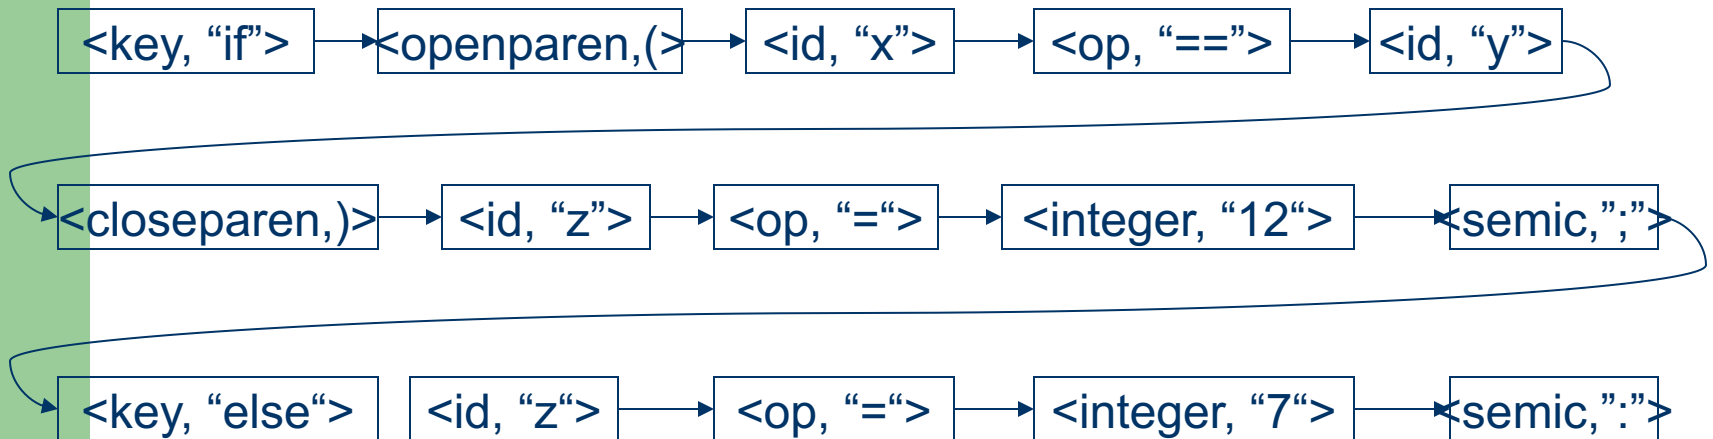 <key, “if”> <openparen,(> <id, “x”> <op, “==”> <id, “y”>
<closeparen,)> <id, “z”> <op, “=“> <integer, “12“> <semic,”;”>
<key, “else“> <id, “z“> <op, “=“> <integer, “7“> <semic,”:”>